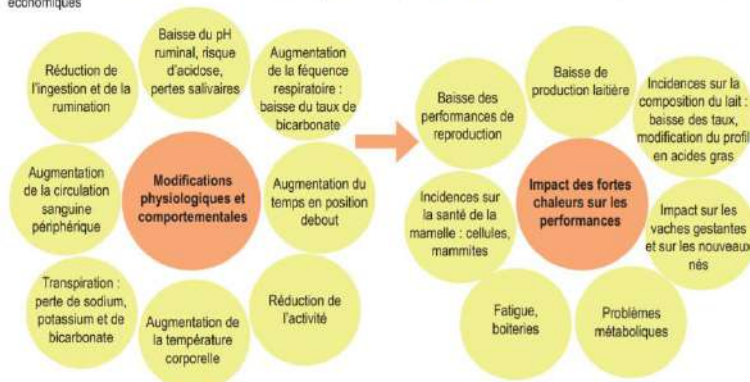 économiques
Baisse du pH
ruminal, risque
d'acidose,
pertes salivaires
Réduction de
l'ingestion et de la
rumination
Augmentation
de la féquence
respiratoire :
baisse du taux de
bicarbonate
Augmentation
de la circulation
sanguine
périphérique
Modifications
physiologiques et
comportementales
Augmentation du
temps en position
debout
Transpiration :
perte de sodium,
potassium et de
bicarbonate
Augmentation de
la température
corporelle
Réduction de
l'activité
Baisse de
production laitière
Baisse des
performances de
reproduction
Incidences sur la
composition du lait :
baisse des taux,
modification du profil
en acides gras
Incidences sur
la santé de la
mamelle : cellules,
mammites
Impact des fortes
chaleurs sur les
performances
Impact sur les
vaches gestantes
et sur les nouveaux
nés
Fatigue,
boiteries
Problèmes
métaboliques